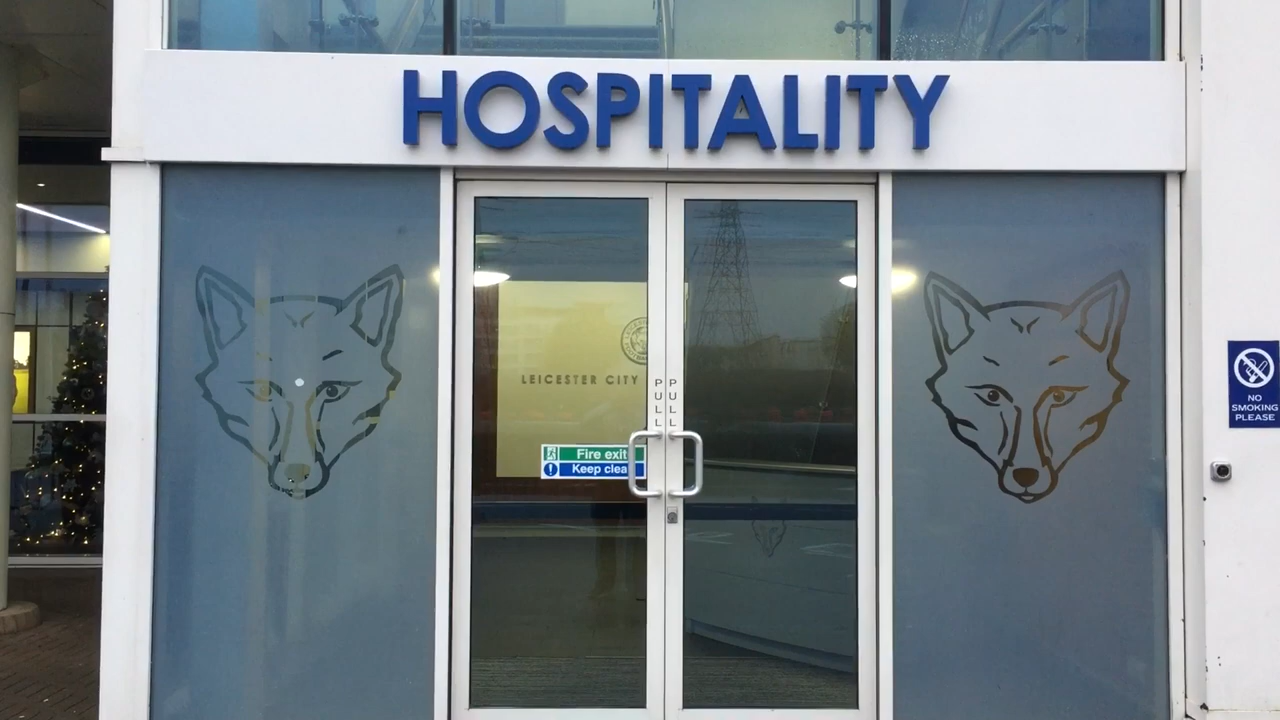 HOSPITALITY
LEICESTER CITY
PULL
PULL
Fire exit
Keep clea
NO
SMOKING
PLEASE